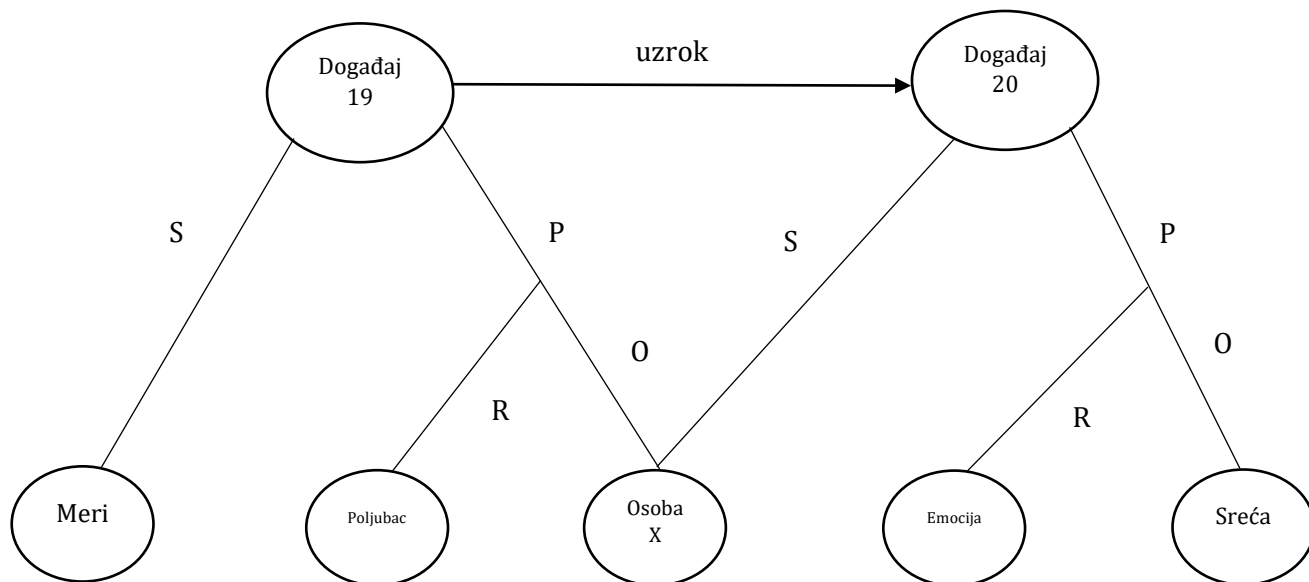 Događaj
19
uzrok
Događaj
20
S
P
S
P
O
O
R
R
Meri
Poljubac
Osoba
X
Emocija
Sreća